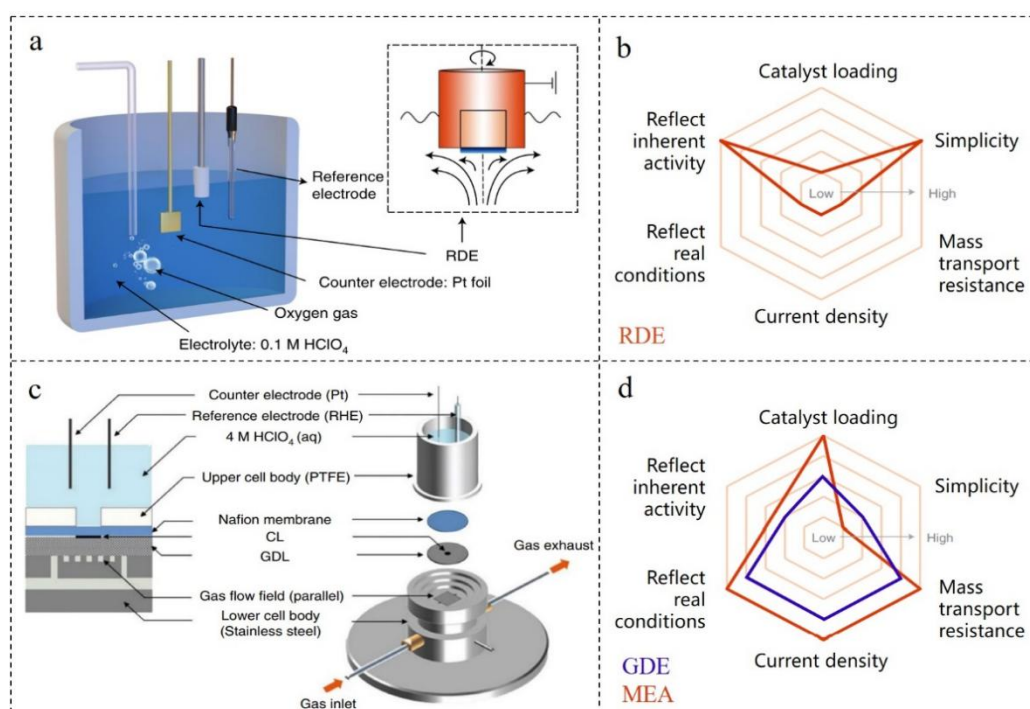 a
Reference
electrode
RDE
Counter electrode: Pt foil
Oxygen gas
Electrolyte: 0.1 M HClO₄
b
Catalyst loading
Reflect
inherent
activity
Simplicity
Low
High
Reflect
real
conditions
Mass
transport
resistance
Current density
RDE
c
Counter electrode (Pt)
Reference electrode (RHE)
4 M HClO₄ (aq)
Upper cell body (PTFE)
Nafion membrane
CL
GDL
Gas flow field (parallel)
Lower cell body
(Stainless steel)
Gas exhaust
Gas inlet
d
Catalyst loading
Reflect
inherent
activity
Simplicity
Low
High
Reflect
real
conditions
Mass
transport
resistance
Current density
GDE
MEA